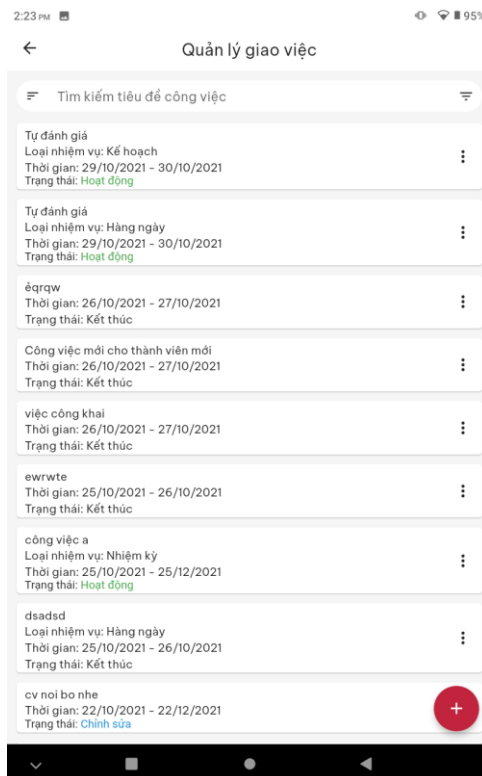 2:23 PM
95%
Quản lý giao việc
Tìm kiếm tiêu đề công việc
Tự đánh giá
Loại nhiệm vụ: Kế hoạch
Thời gian: 29/10/2021 - 30/10/2021
Trạng thái: Hoạt động
Tự đánh giá
Loại nhiệm vụ: Hàng ngày
Thời gian: 29/10/2021 - 30/10/2021
Trạng thái: Hoạt động
éqrqw
Thời gian: 26/10/2021 - 27/10/2021
Trạng thái: Kết thúc
Công việc mới cho thành viên mới
Thời gian: 26/10/2021 - 27/10/2021
Trạng thái: Kết thúc
việc công khai
Thời gian: 26/10/2021 - 27/10/2021
Trạng thái: Kết thúc
ewrwte
Thời gian: 25/10/2021 - 26/10/2021
Trạng thái: Kết thúc
công việc a
Loại nhiệm vụ: Nhiệm kỳ
Thời gian: 25/10/2021 - 25/12/2021
Trạng thái: Hoạt động
dsadsd
Loại nhiệm vụ: Hàng ngày
Thời gian: 25/10/2021 - 26/10/2021
Trạng thái: Kết thúc
cv noi bo nhe
Thời gian: 22/10/2021 - 22/12/2021
Trạng thái: Chỉnh sửa